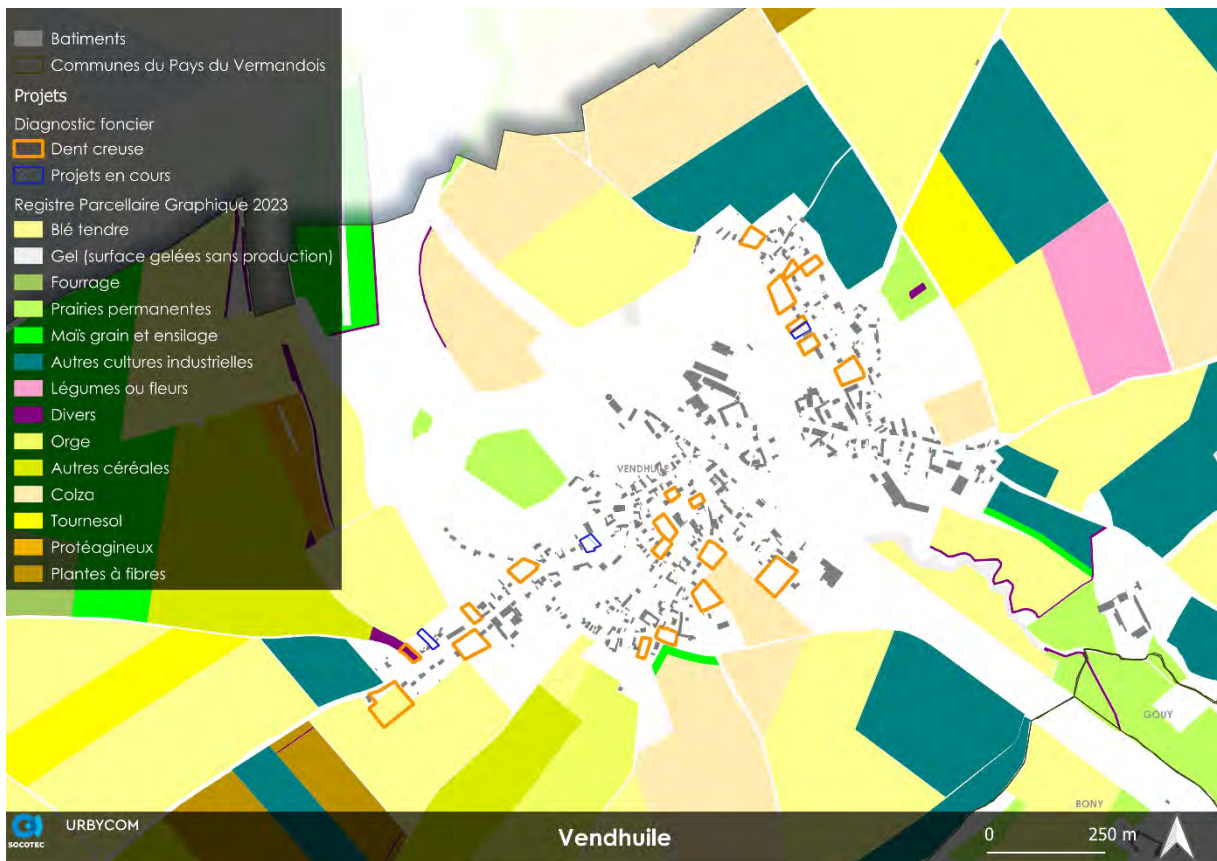 Batiments
Communes du Pays du Vermandois
Projets
Diagnostic foncier
Dent creuse
Projets en cours
Registre Parcellaire Graphique 2023
Blé tendre
Gel (surface gelées sans production)
Fourrage
Prairies permanentes
Maïs grain et ensilage
Autres cultures industrielles
Légumes ou fleurs
Divers
Orge
Autres céréales
Colza
Tournesol
Protéagineux
Plantes à fibres
VENDHUILE
GOUY
BONY
SOCOTEC
URBYCOM
Vendhuile
0 250 m